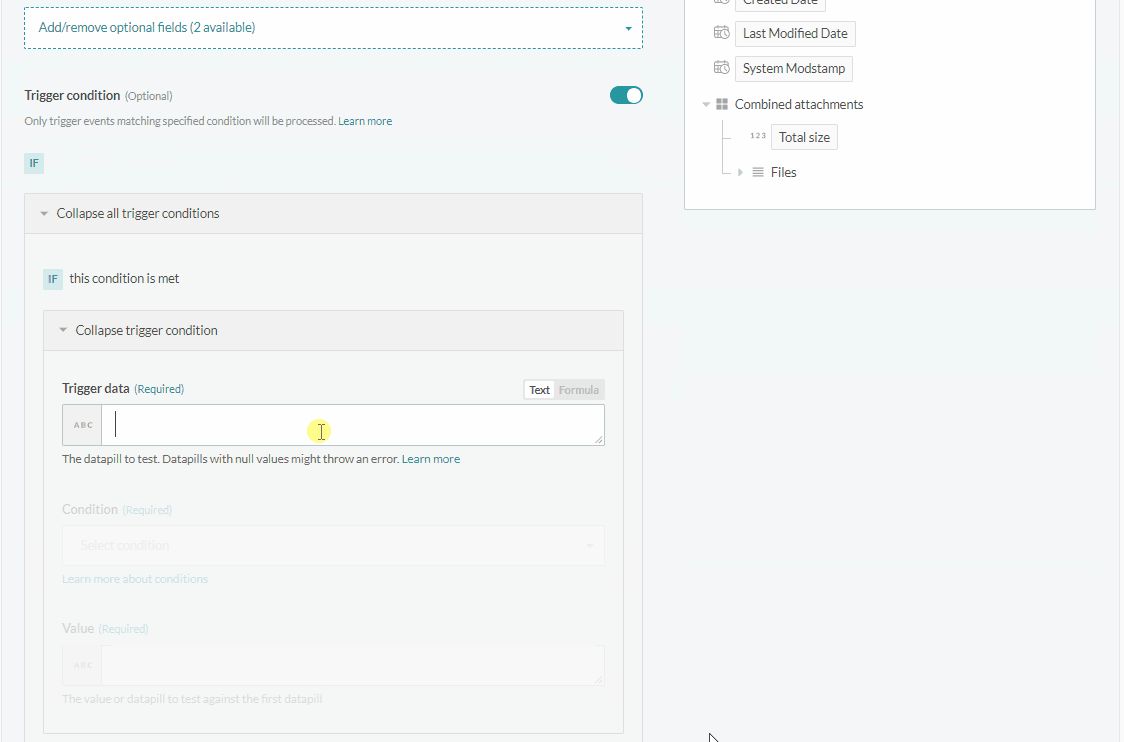 Add/remove optional fields (2 available)
Trigger condition (Optional)
Only trigger events matching specified condition will be processed. Learn more
IF
Collapse all trigger conditions
IF this condition is met
Collapse trigger condition
Trigger data (Required)
Text Formula
ABC
The datapill to test. Datapills with null values might throw an error. Learn more
Condition (Required)
Select condition
Learn more about conditions
Value (Required)
ABC
The value or datapill to test against the first datapill
Created Date
Last Modified Date
System Modstamp
Combined attachments
123 Total size
Files